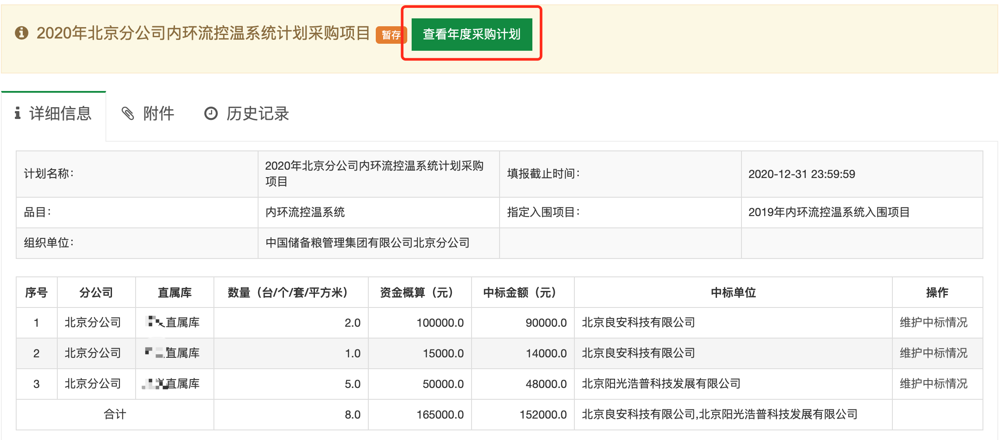 2020年北京分公司内环流控温系统计划采购项目 暂存 查看年度采购计划
详细信息 附件 历史记录
计划名称： 2020年北京分公司内环流控温系统计划采购项目 填报截止时间： 2020-12-31 23:59:59
品目： 内环流控温系统 指定入围项目： 2019年内环流控温系统入围项目
组织单位： 中国储备粮管理集团有限公司北京分公司
序号 分公司 直属库 数量（台/个/套/平方米） 资金概算（元） 中标金额（元） 中标单位 操作
1 北京分公司 直属库 2.0 100000.0 90000.0 北京良安科技有限公司 维护中标情况
2 北京分公司 直属库 1.0 15000.0 14000.0 北京良安科技有限公司 维护中标情况
3 北京分公司 直属库 5.0 50000.0 48000.0 北京阳光浩普科技发展有限公司 维护中标情况
合计 8.0 165000.0 152000.0 北京良安科技有限公司,北京阳光浩普科技发展有限公司